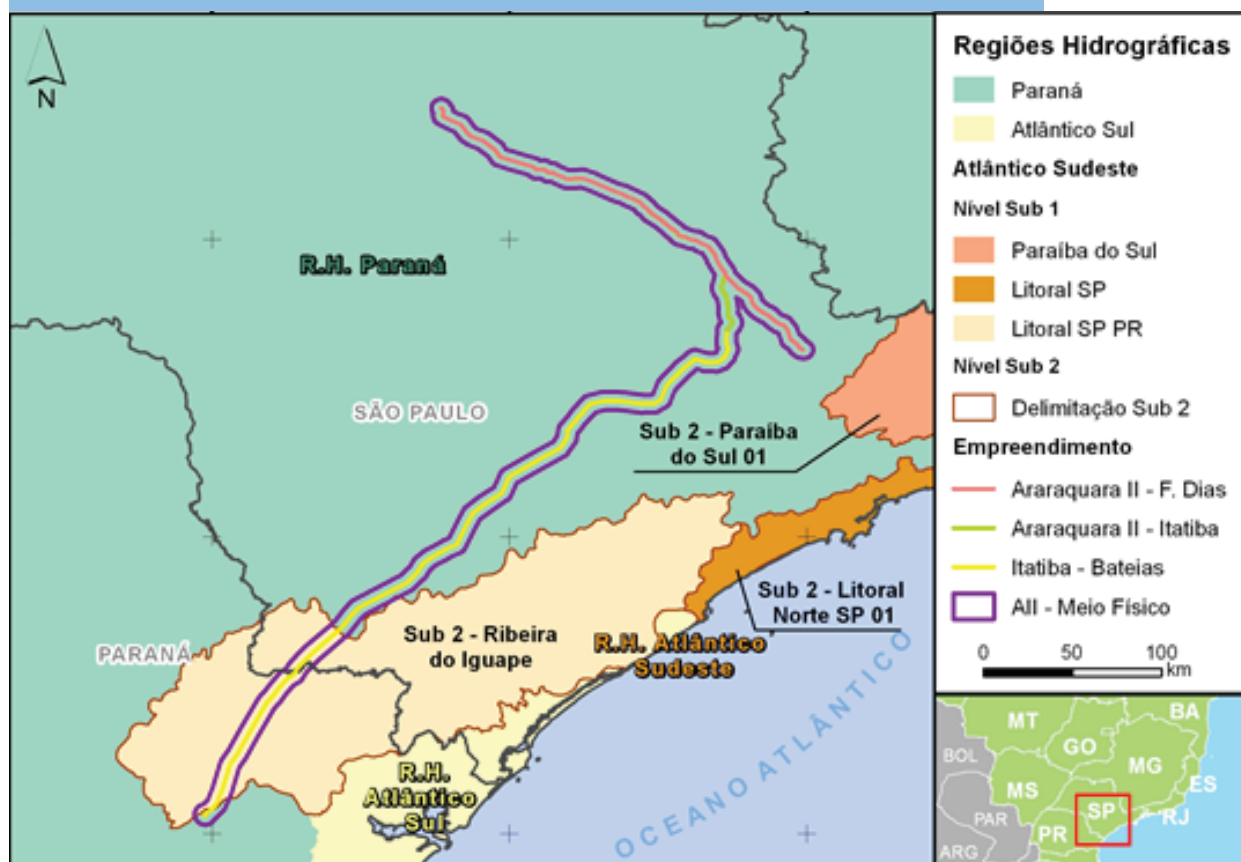 N
R.H. Paraná
SÃO PAULO
Sub 2 - Paraíba
do Sul 01
Sub 2 - Litoral
Norte SP 01
Sub 2 - Ribeira
do Iguape
R.H. Atlântico
Sudeste
PARANÁ
R.H.
Atlântico
Sul
OCEANO ATLÂNTICO
Regiões Hidrográficas
Paraná
Atlântico Sul
Atlântico Sudeste
Nível Sub 1
Paraíba do Sul
Litoral SP
Litoral SP PR
Nível Sub 2
Delimitação Sub 2
Empreendimento
Araraquara II - F. Dias
Araraquara II - Itatiba
Itatiba - Bateias
AII - Meio Físico
0 50 100
km
MT
BA
BOL
GO
MG
ES
MS
SP
RJ
PAR
PR
ARG